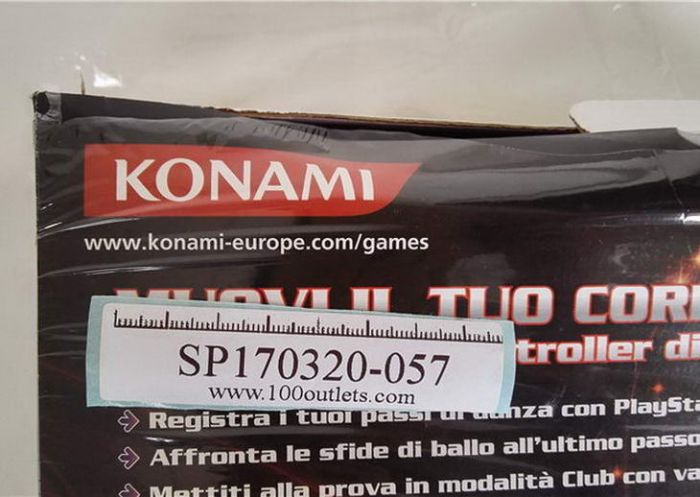 KONAMI
www.konami-europe.com/games
MUOVI IL TUO COR
troller di
SP170320-057
www.100outlets.com
Registra i tuoi passi di danza con PlaySta
Affronta le sfide di ballo all'ultimo passo
Mettiti alla prova in modalità Club con va